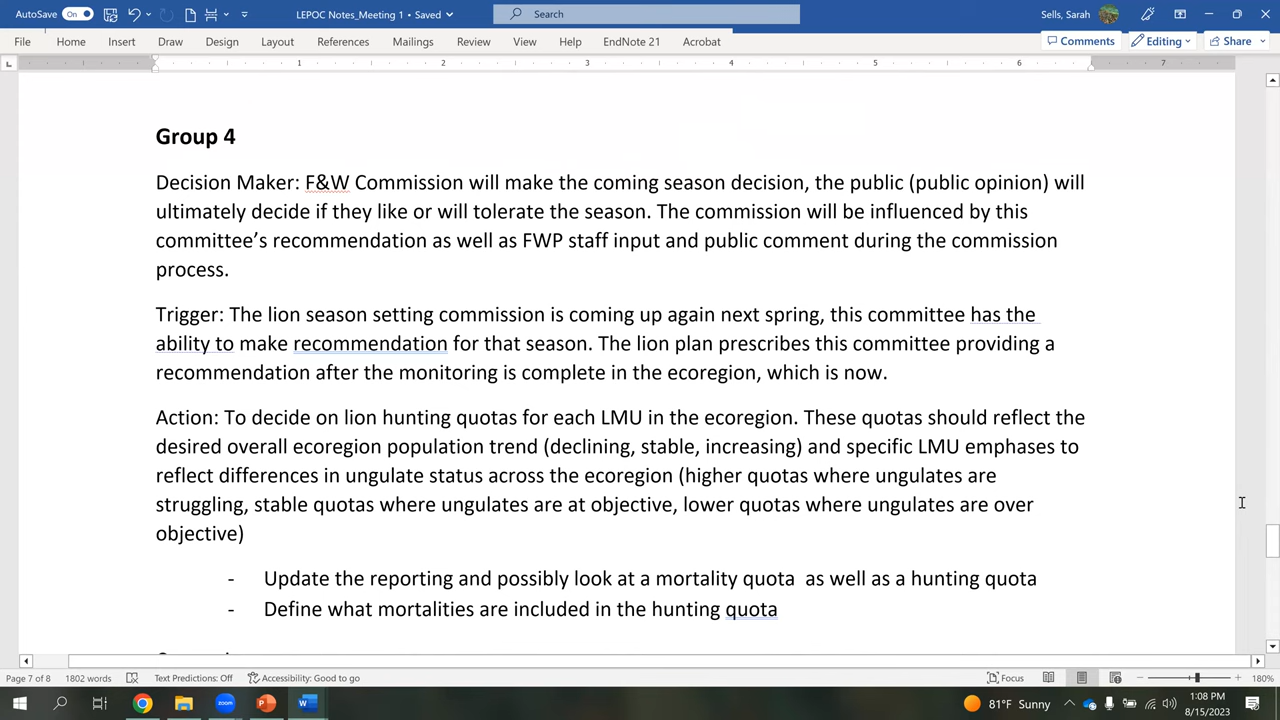 AutoSave On LEPOC Notes_Meeting 1 • Saved Search Sells, Sarah
File Home Insert Draw Design Layout References Mailings Review View Help EndNote 21 Acrobat Comments Editing Share
1 2 3 4 5 6 7
Group 4
Decision Maker: F&W Commission will make the coming season decision, the public (public opinion) will
ultimately decide if they like or will tolerate the season. The commission will be influenced by this
committee’s recommendation as well as FWP staff input and public comment during the commission
process.
Trigger: The lion season setting commission is coming up again next spring, this committee has the
ability to make recommendation for that season. The lion plan prescribes this committee providing a
recommendation after the monitoring is complete in the ecoregion, which is now.
Action: To decide on lion hunting quotas for each LMU in the ecoregion. These quotas should reflect the
desired overall ecoregion population trend (declining, stable, increasing) and specific LMU emphases to
reflect differences in ungulate status across the ecoregion (higher quotas where ungulates are
struggling, stable quotas where ungulates are at objective, lower quotas where ungulates are over
objective)
- Update the reporting and possibly look at a mortality quota as well as a hunting quota
- Define what mortalities are included in the hunting quota
Page 7 of 8 1802 words Text Predictions: Off Accessibility: Good to go Focus 180%
zoom 81°F Sunny 1:08 PM
8/15/2023